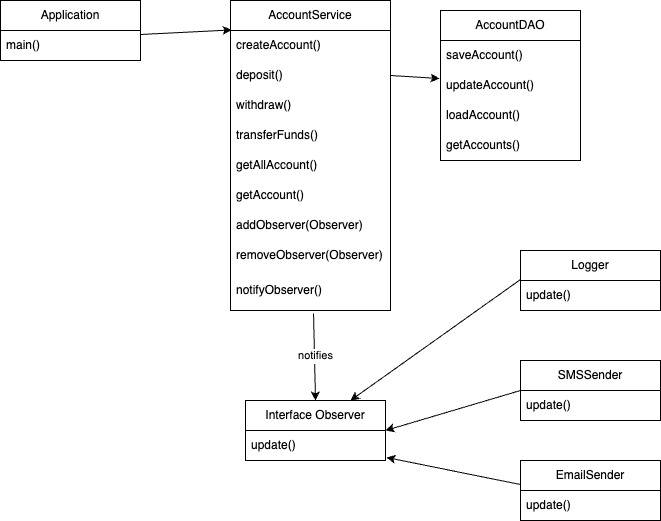 Application
main()
AccountService
createAccount()
deposit()
withdraw()
transferFunds()
getAllAccount()
getAccount()
addObserver(Observer)
removeObserver(Observer)
notifyObserver()
AccountDAO
saveAccount()
updateAccount()
loadAccount()
getAccounts()
notifies
Interface Observer
update()
Logger
update()
SMSSender
update()
EmailSender
update()